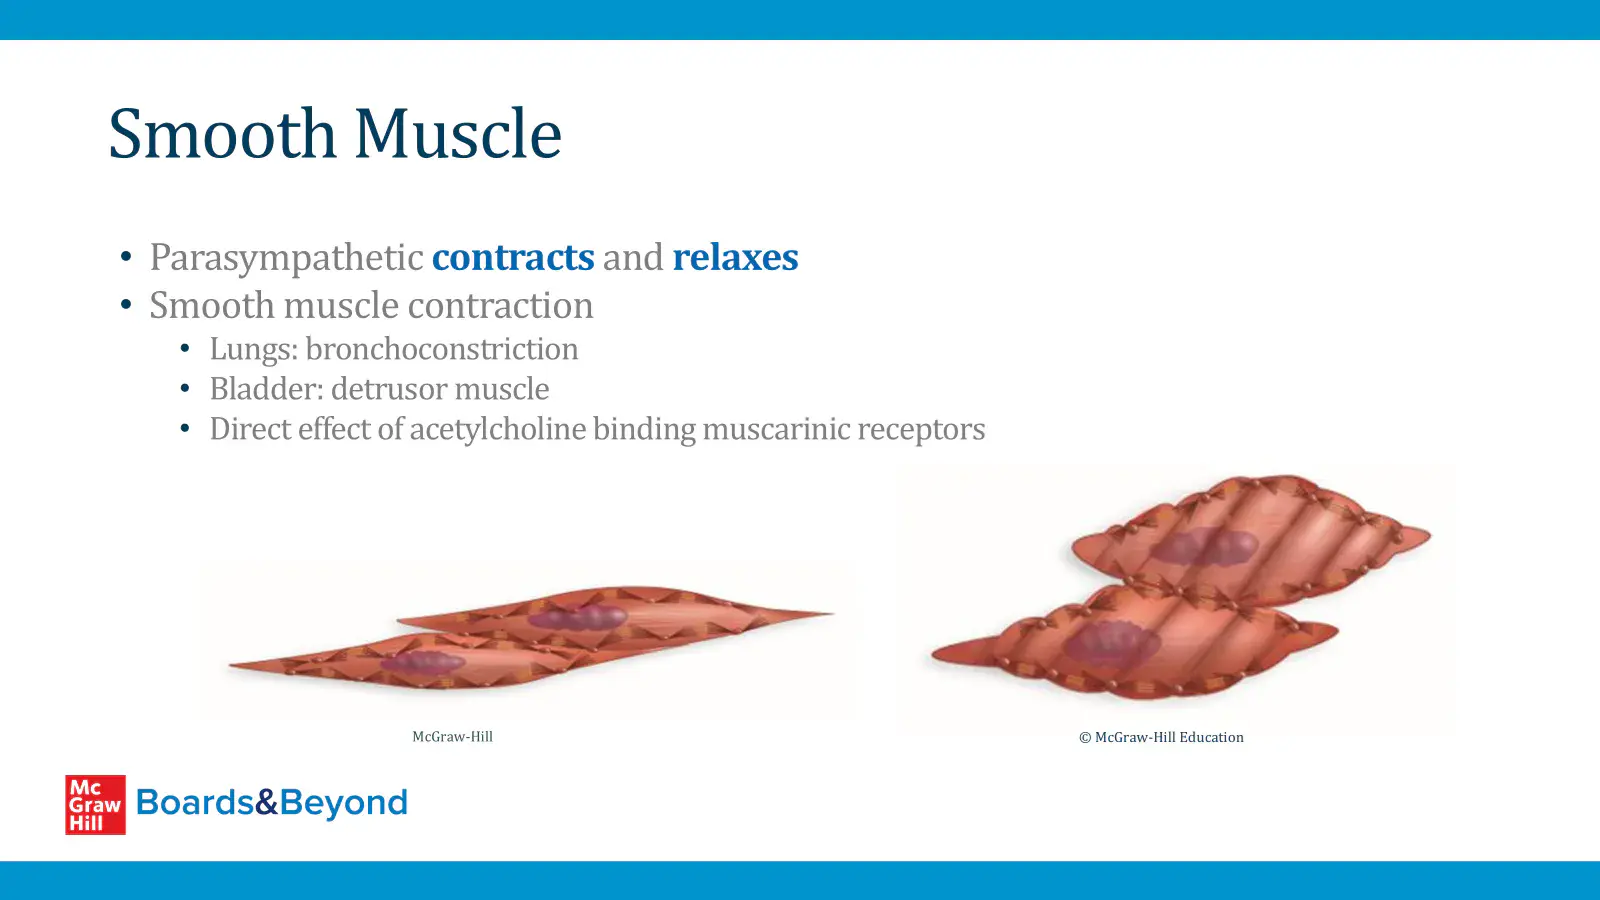 Smooth Muscle
• Parasympathetic contracts and relaxes
• Smooth muscle contraction
• Lungs: bronchoconstriction
• Bladder: detrusor muscle
• Direct effect of acetylcholine binding muscarinic receptors
McGraw-Hill
© McGraw-Hill Education
Mc
Graw
Hill
Boards&Beyond